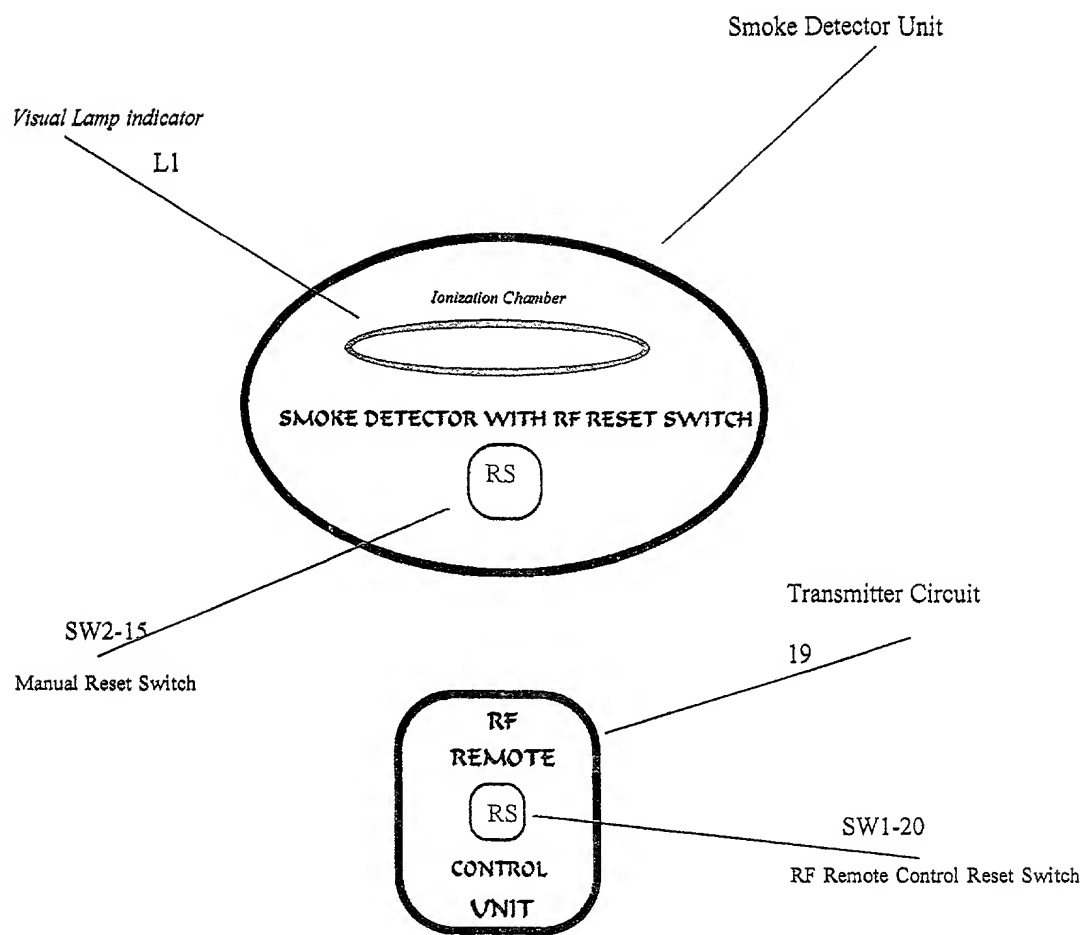 Smoke Detector Unit
Visual Lamp indicator
L1
Ionization Chamber
SMOKE DETECTOR WITH RF RESET SWITCH
RS
SW2-15
Manual Reset Switch
Transmitter Circuit
19
RF
REMOTE
RS
CONTROL
UNIT
SW1-20
RF Remote Control Reset Switch